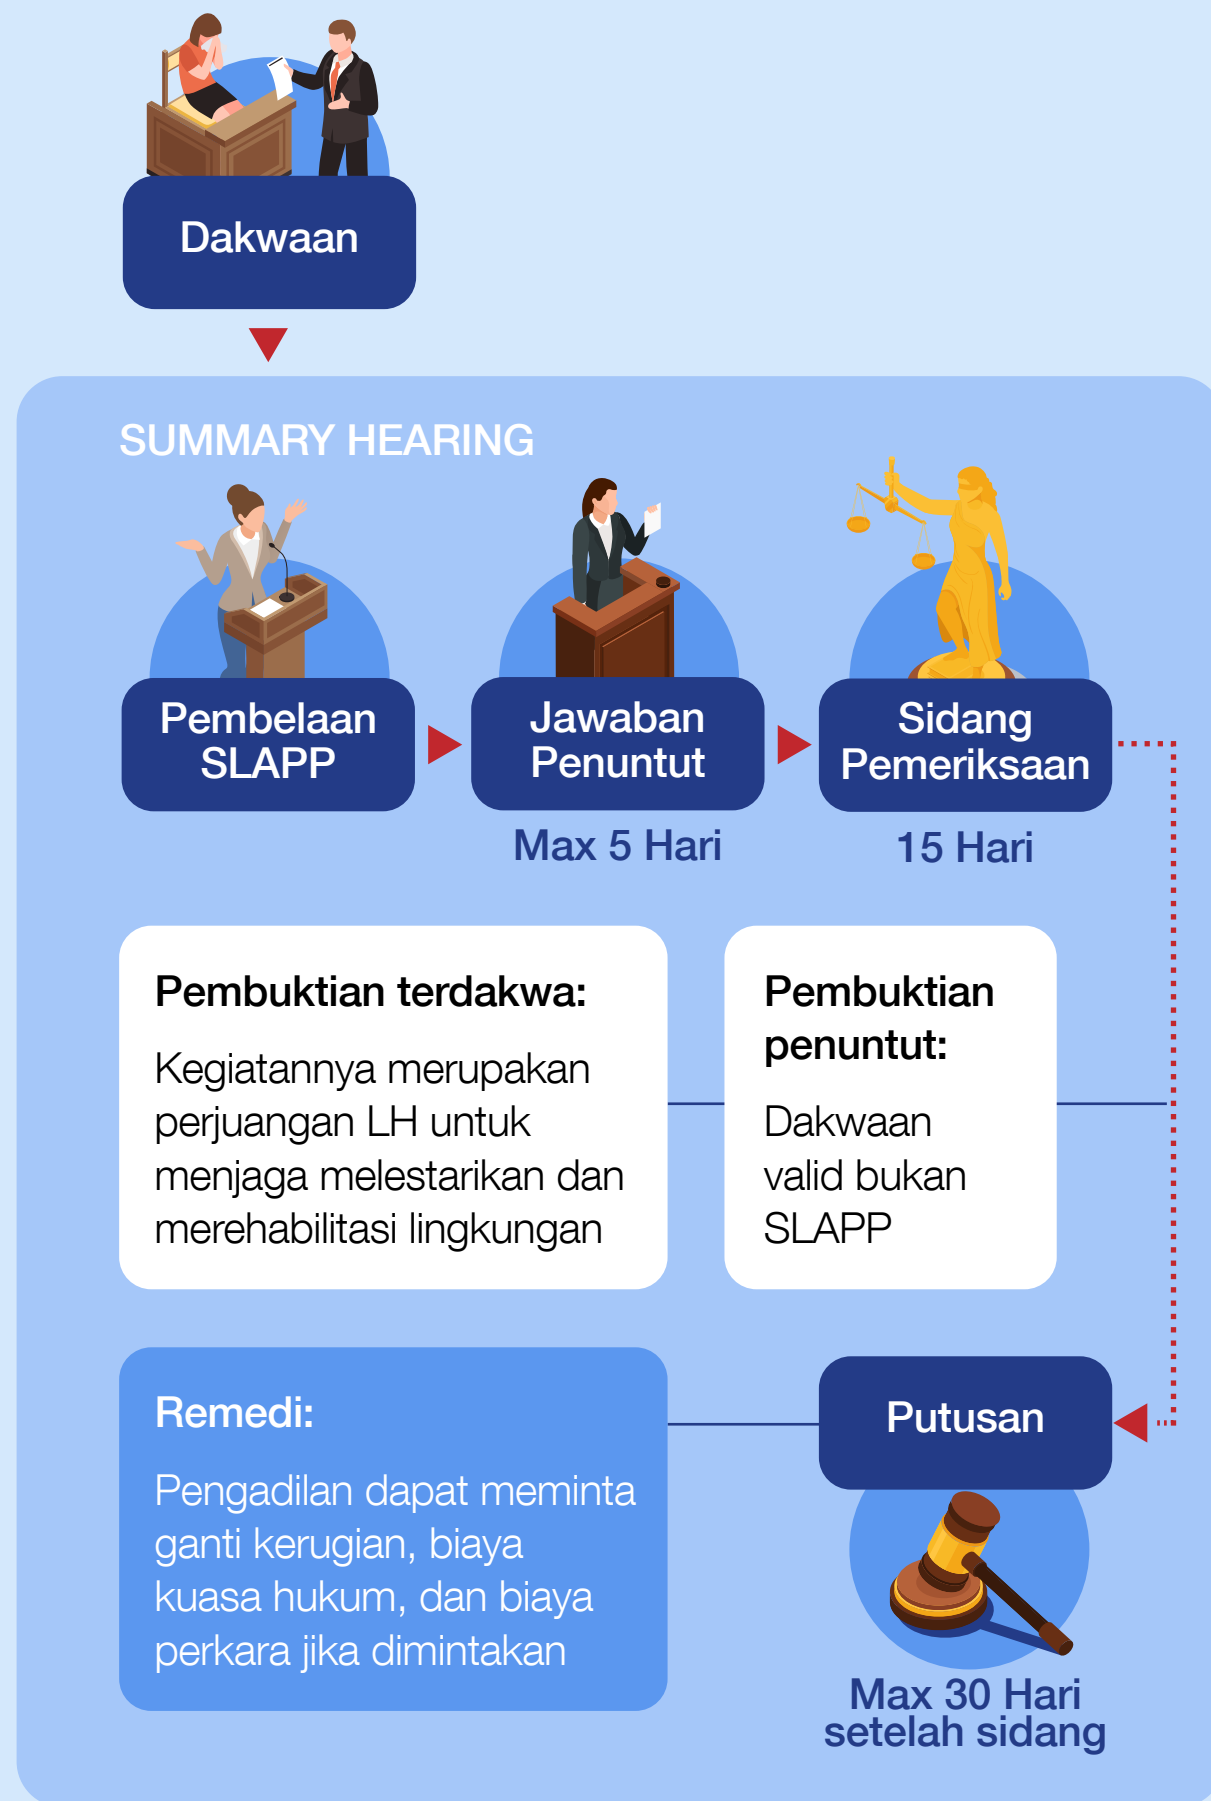 Dakwaan
SUMMARY HEARING
Pembelaan
SLAPP
Jawaban
Penuntut
Max 5 Hari
Sidang
Pemeriksaan
15 Hari
Pembuktian terdakwa:
Kegiatannya merupakan
perjuangan LH untuk
menjaga melestarikan dan
merehabilitasi lingkungan
Pembuktian
penuntut:
Dakwaan
valid bukan
SLAPP
Remedi:
Pengadilan dapat meminta
ganti kerugian, biaya
kuasa hukum, dan biaya
perkara jika dimintakan
Putusan
Max 30 Hari
setelah sidang